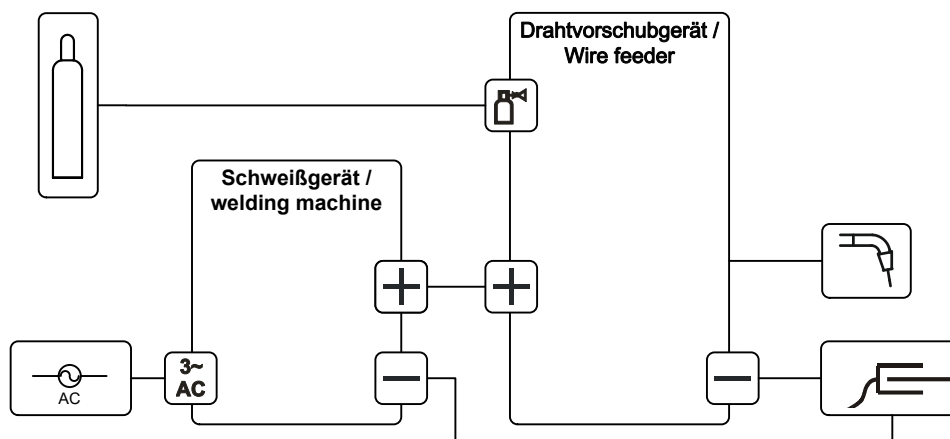 Drahtvorschubgerät /
Wire feeder
Schweißgerät /
welding machine
3~
AC
AC